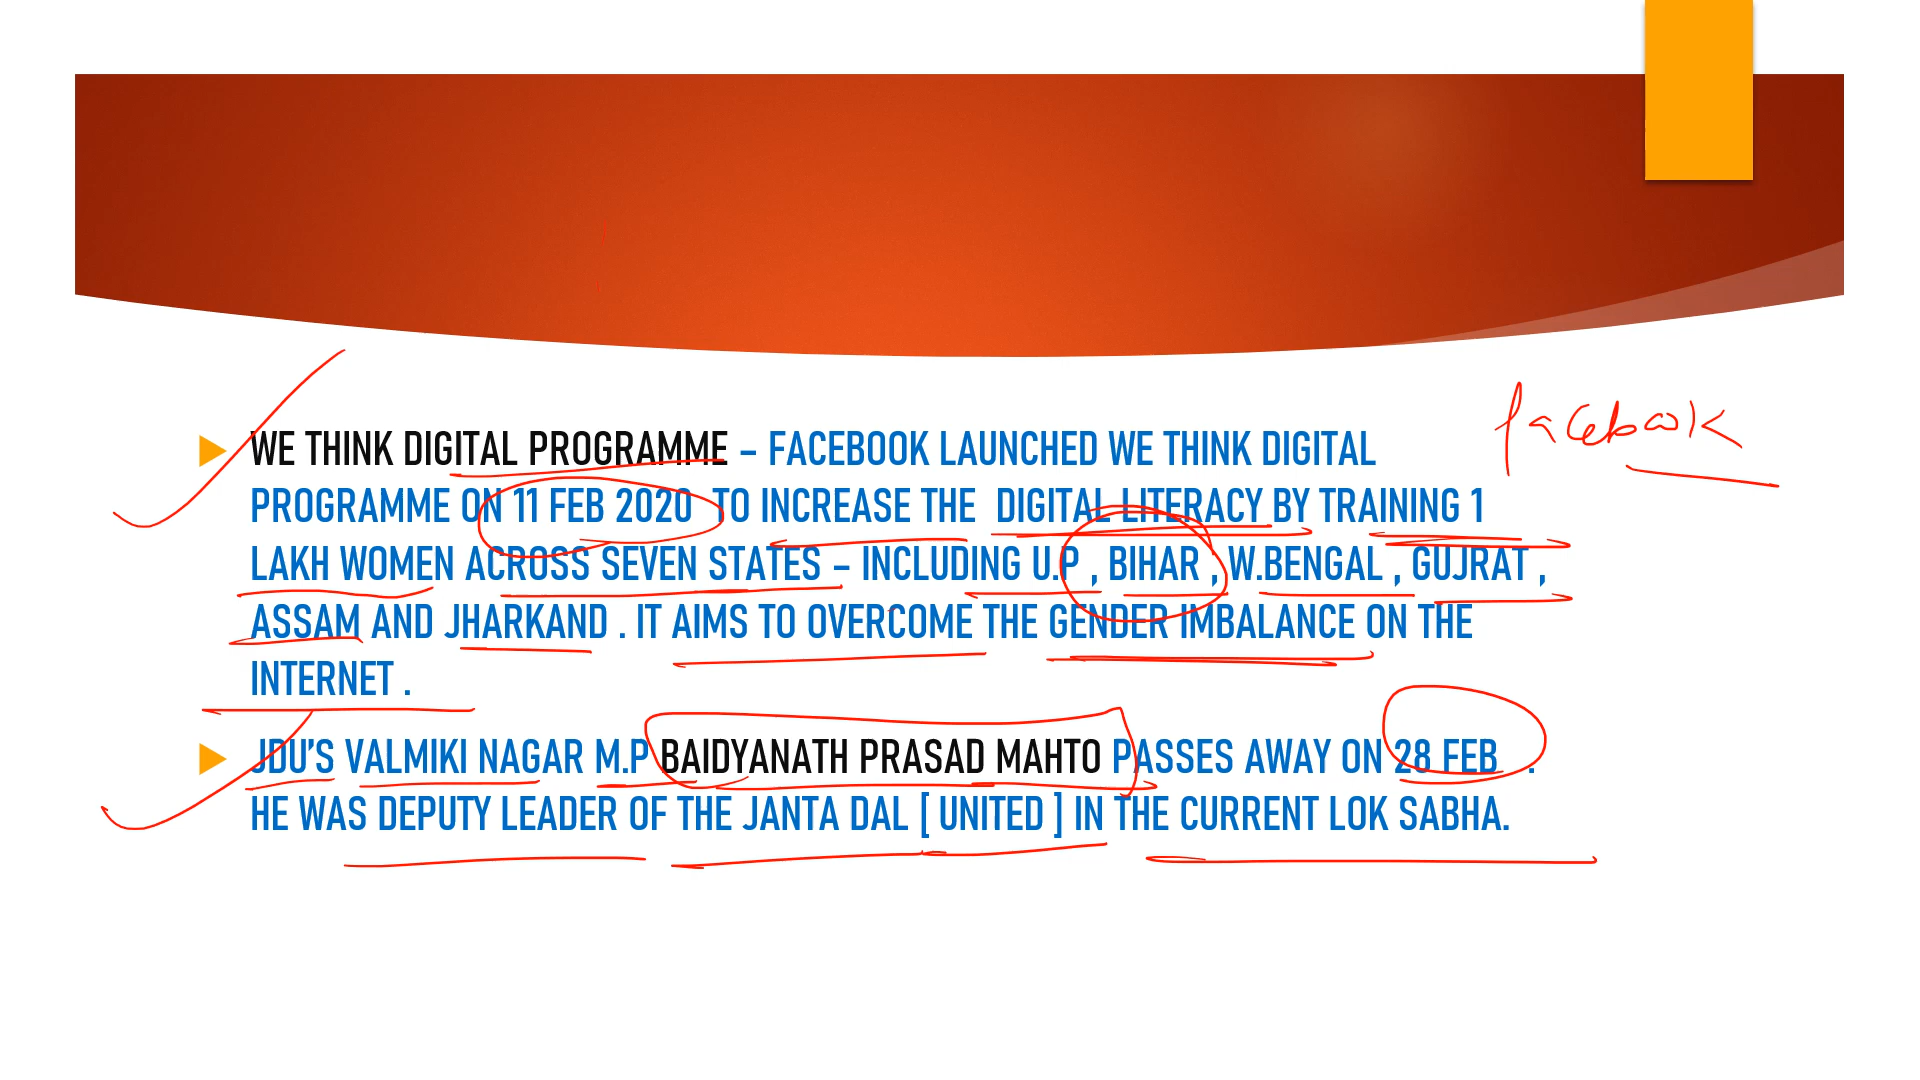 facebook
WE THINK DIGITAL PROGRAMME – FACEBOOK LAUNCHED WE THINK DIGITAL
PROGRAMME ON 11 FEB 2020 TO INCREASE THE DIGITAL LITERACY BY TRAINING 1
LAKH WOMEN ACROSS SEVEN STATES – INCLUDING U.P , BIHAR , W.BENGAL , GUJRAT ,
ASSAM AND JHARKAND . IT AIMS TO OVERCOME THE GENDER IMBALANCE ON THE
INTERNET .
JDU'S VALMIKI NAGAR M.P BAIDYANATH PRASAD MAHTO PASSES AWAY ON 28 FEB .
HE WAS DEPUTY LEADER OF THE JANTA DAL [ UNITED ] IN THE CURRENT LOK SABHA.